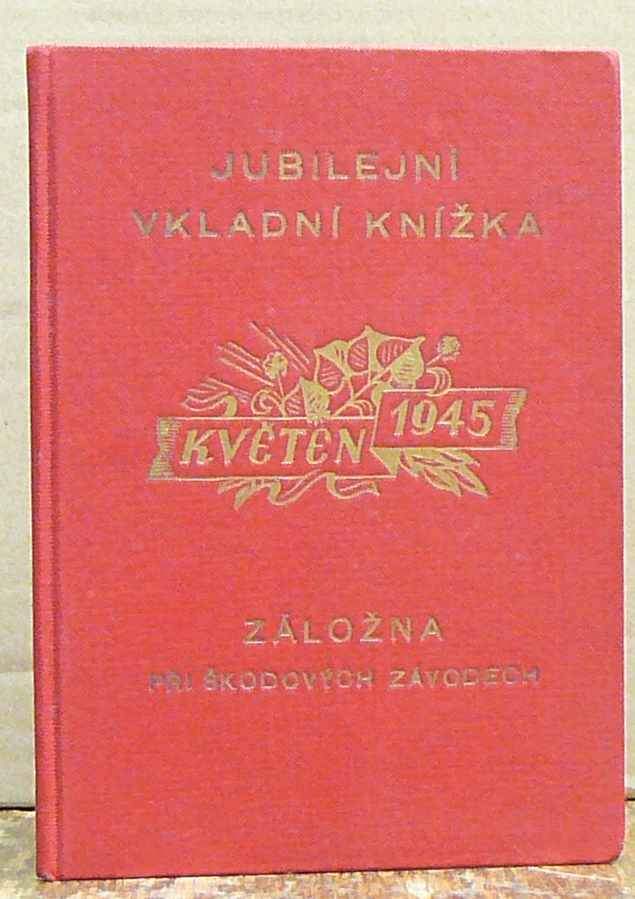 JUBILEJNÍ
VKLADNÍ KNÍŽKA
KVĚTEN 1945
ZÁLOŽNA
PŘI ŠKODOVÝCH ZÁVODECH